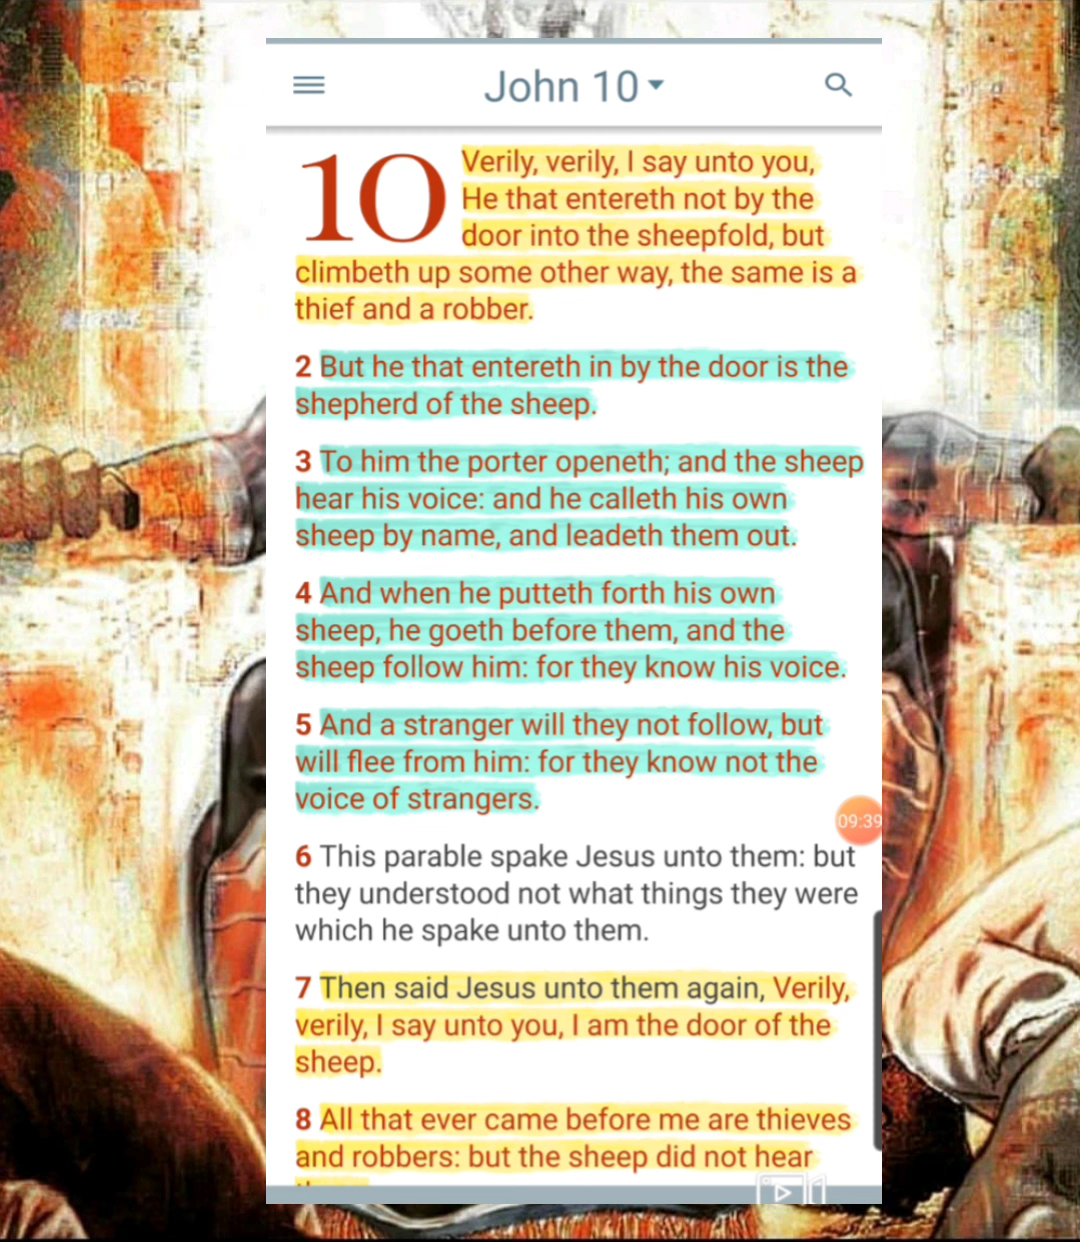 John 10
10 Verily, verily, I say unto you,
He that entereth not by the
door into the sheepfold, but
climbeth up some other way, the same is a
thief and a robber.
2 But he that entereth in by the door is the
shepherd of the sheep.
3 To him the porter openeth; and the sheep
hear his voice: and he calleth his own
sheep by name, and leadeth them out.
4 And when he putteth forth his own
sheep, he goeth before them, and the
sheep follow him: for they know his voice.
5 And a stranger will they not follow, but
will flee from him: for they know not the
voice of strangers.
09:39
6 This parable spake Jesus unto them: but
they understood not what things they were
which he spake unto them.
7 Then said Jesus unto them again, Verily,
verily, I say unto you, I am the door of the
sheep.
8 All that ever came before me are thieves
and robbers: but the sheep did not hear